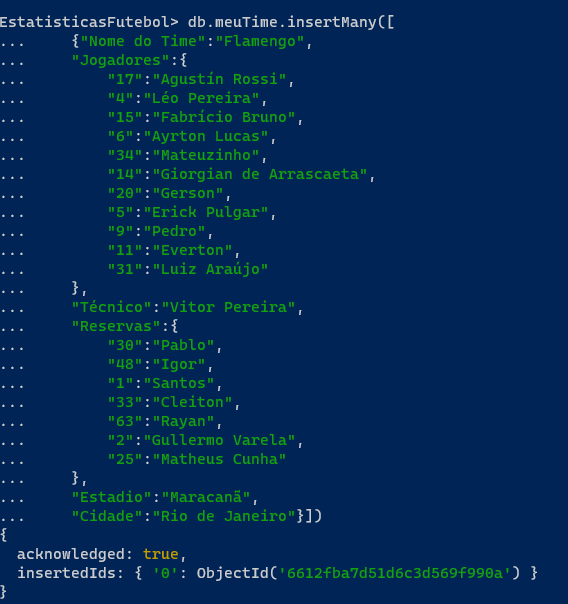 EstatisticasFutebol> db.meuTime.insertMany([
...     {"Nome do Time":"Flamengo",
...     "Jogadores":{
...         "17":"Agustín Rossi",
...         "4":"Léo Pereira",
...         "15":"Fabrício Bruno",
...         "6":"Ayrton Lucas",
...         "34":"Mateuzinho",
...         "14":"Giorgian de Arrascaeta",
...         "20":"Gerson",
...         "5":"Erick Pulgar",
...         "9":"Pedro",
...         "11":"Everton",
...         "31":"Luiz Araújo"
...     },
...     "Técnico":"Vitor Pereira",
...     "Reservas":{
...         "30":"Pablo",
...         "48":"Igor",
...         "1":"Santos",
...         "33":"Cleiton",
...         "63":"Rayan",
...         "2":"Gullermo Varela",
...         "25":"Matheus Cunha"
...     },
...     "Estadio":"Maracanã",
...     "Cidade":"Rio de Janeiro"}])
{
  acknowledged: true,
  insertedIds: { '0': ObjectId('6612fba7d51d6c3d569f990a') }
}